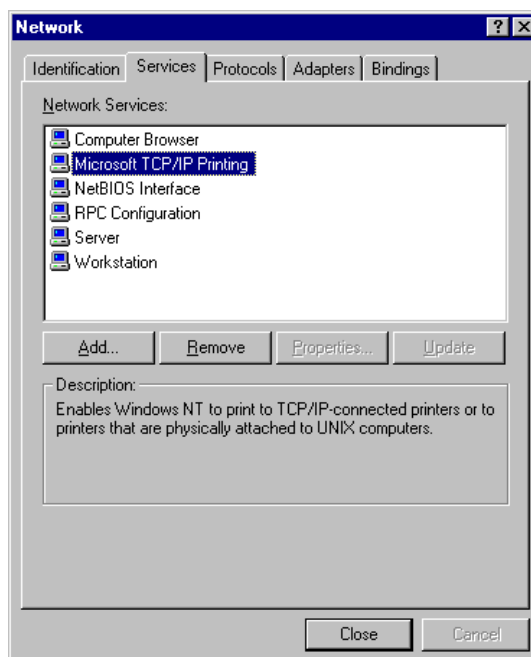 Network
Identification Services Protocols Adapters Bindings
Network Services:
Computer Browser
Microsoft TCP/IP Printing
NetBIOS Interface
RPC Configuration
Server
Workstation
Add... Remove Properties... Update
Description:
Enables Windows NT to print to TCP/IP-connected printers or to
printers that are physically attached to UNIX computers.
Close Cancel